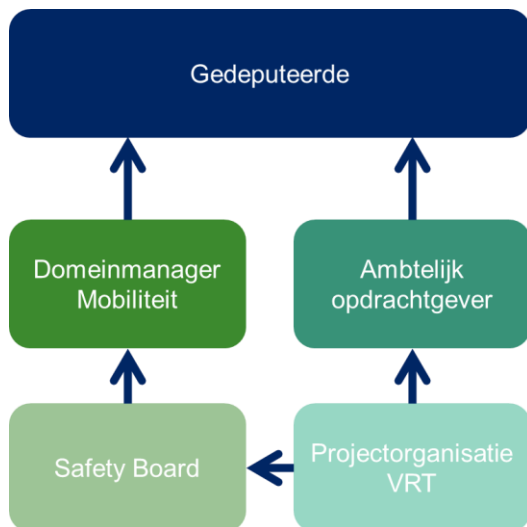 Gedeputeerde
Domeinmanager
Mobiliteit
Ambtelijk
opdrachtgever
Safety Board
Projectorganisatie
VRT